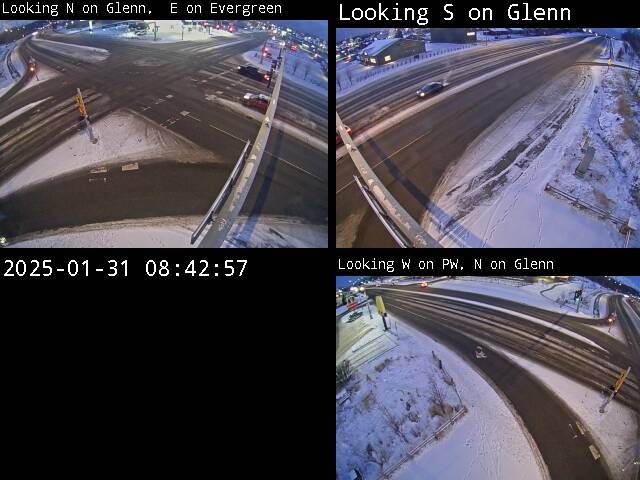 Looking N on Glenn,  E on Evergreen
Looking S on Glenn
2025-01-31 08:42:57
Looking W on PW, N on Glenn